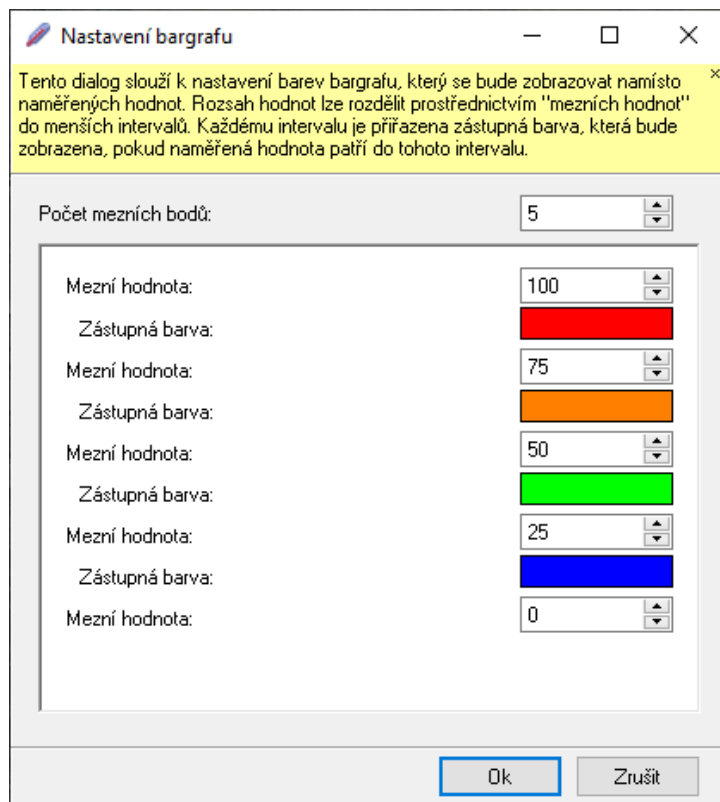 Nastavení bargrafu
Tento dialog slouží k nastavení barev bargrafu, který se bude zobrazovat namísto
naměřených hodnot. Rozsah hodnot lze rozdělit prostřednictvím "mezních hodnot"
do menších intervalů. Každému intervalu je přiřazena zástupná barva, která bude
zobrazena, pokud naměřená hodnota patří do tohoto intervalu.
Počet mezních bodů: 5
Mezní hodnota: 100
Zástupná barva:
Mezní hodnota: 75
Zástupná barva:
Mezní hodnota: 50
Zástupná barva:
Mezní hodnota: 25
Zástupná barva:
Mezní hodnota: 0
Ok Zrušit